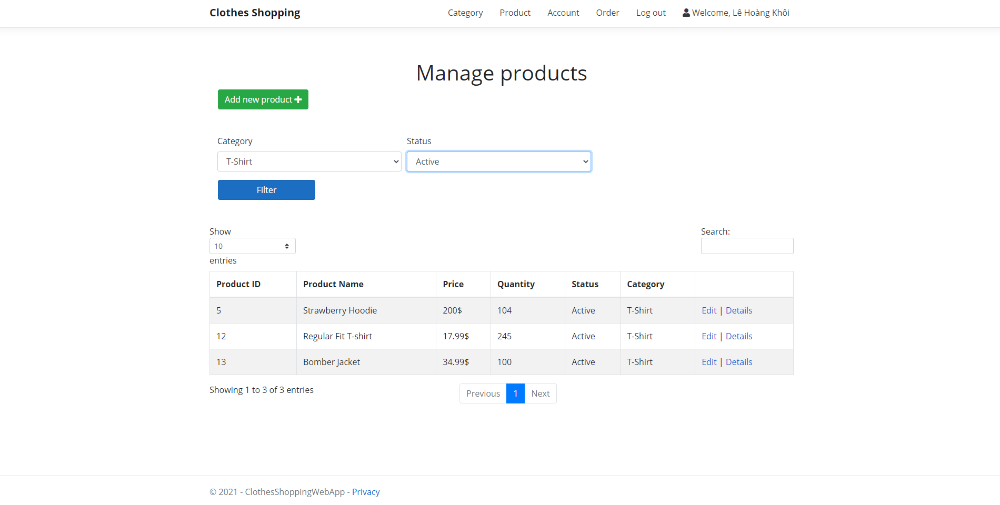 Clothes Shopping Category Product Account Order Log out Welcome, Lê Hoàng Khôi
Manage products
Add new product
Category Status
T-Shirt Active
Filter
Show Search:
10
entries
Product ID Product Name Price Quantity Status Category
5 Strawberry Hoodie 200$ 104 Active T-Shirt Edit | Details
12 Regular Fit T-shirt 17.99$ 245 Active T-Shirt Edit | Details
13 Bomber Jacket 34.99$ 100 Active T-Shirt Edit | Details
Showing 1 to 3 of 3 entries Previous 1 Next
© 2021 - ClothesShoppingWebApp - Privacy